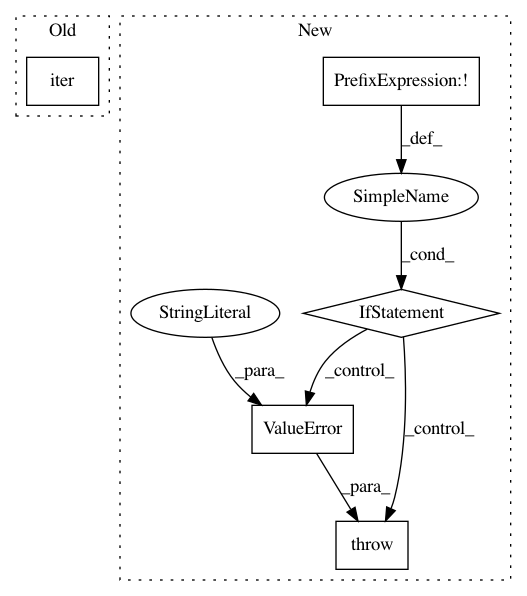 Old
New
iter
PrefixExpression:!
_def_
SimpleName
_cond_
StringLiteral
IfStatement
_para_
_control_
_control_
ValueError
_para_
throw